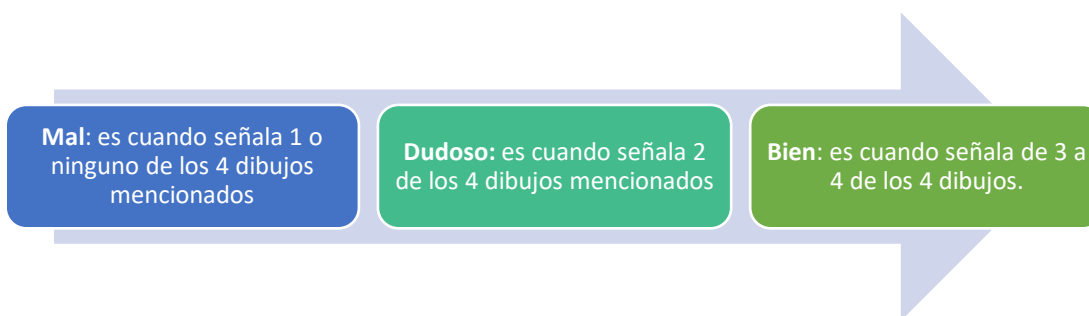 Mal: es cuando señala 1 o
ninguno de los 4 dibujos
mencionados
Dudoso: es cuando señala 2
de los 4 dibujos mencionados
Bien: es cuando señala de 3 a
4 de los 4 dibujos.